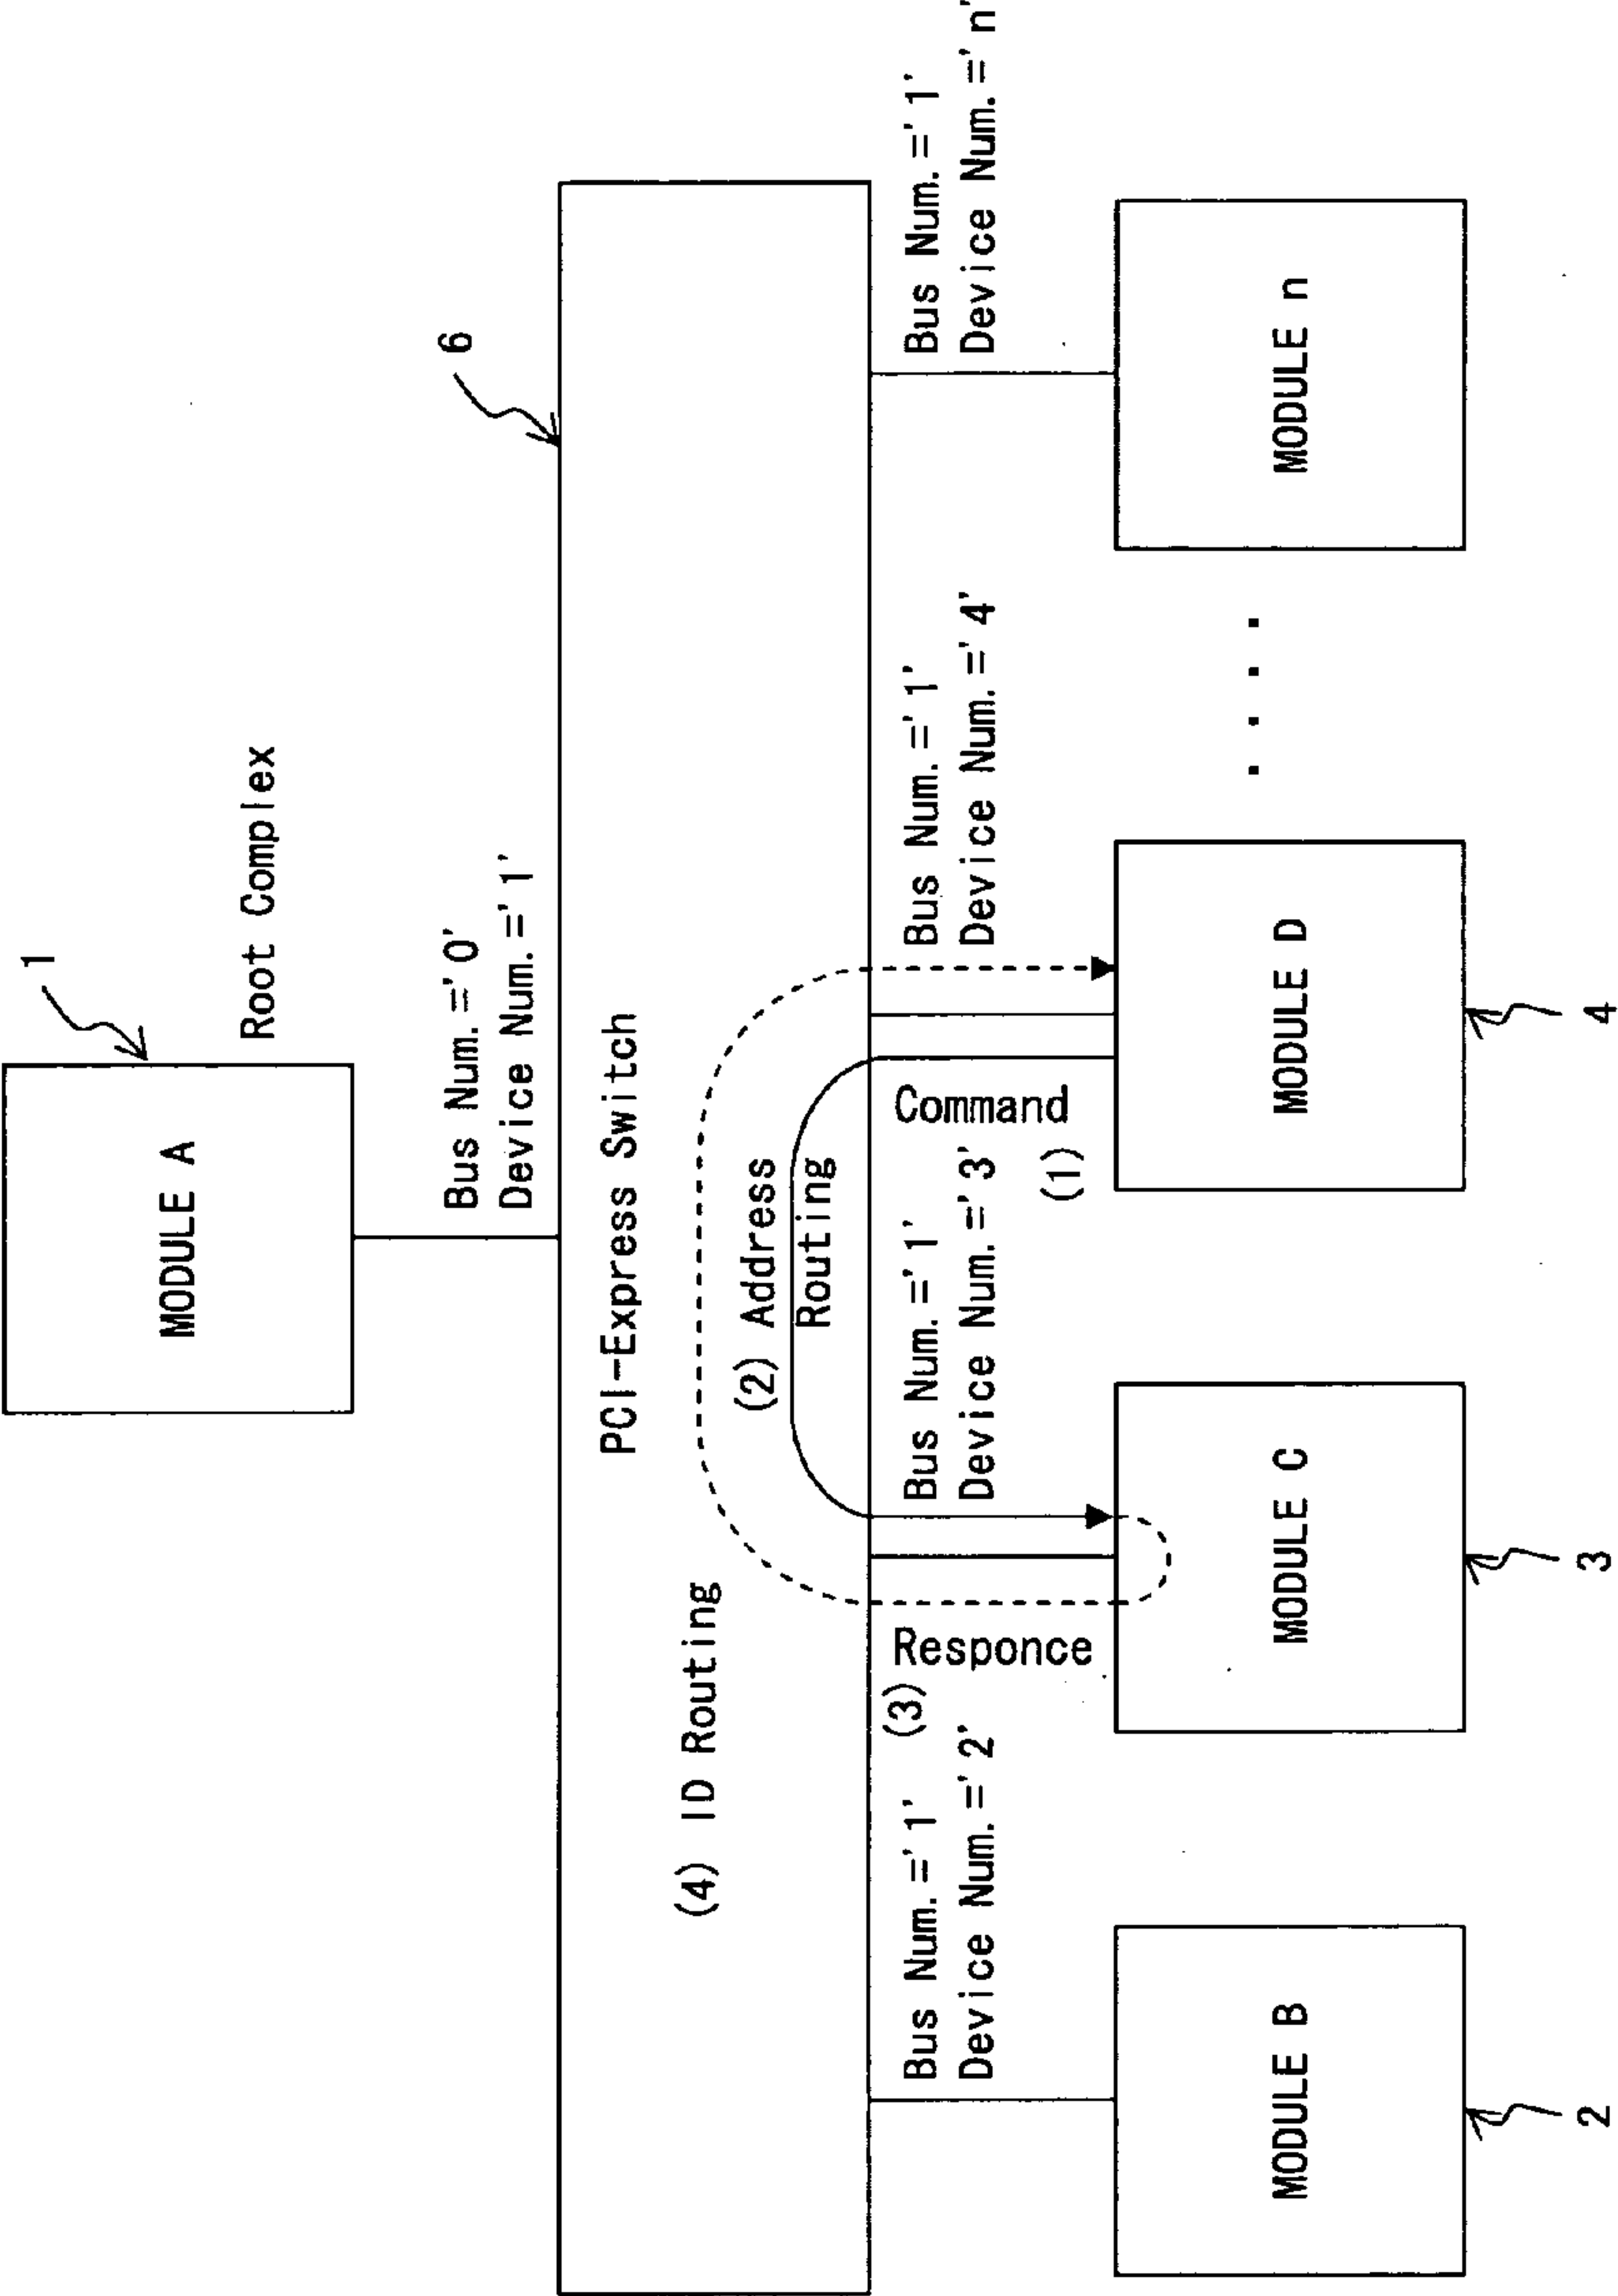 1
MODULE A
Root Complex
Bus Num.='0'
Device Num.='1'
6
PCI-Express Switch
(4) ID Routing
(2) Address
Routing
Bus Num.='1'
Device Num.='2'
(3)
Responce
Bus Num.='1'
Device Num.='3'
(1)
Command
Bus Num.='1'
Device Num.='4'
Bus Num.='1'
Device Num.='n'
MODULE B
MODULE C
MODULE D
. . . .
MODULE n
2
3
4